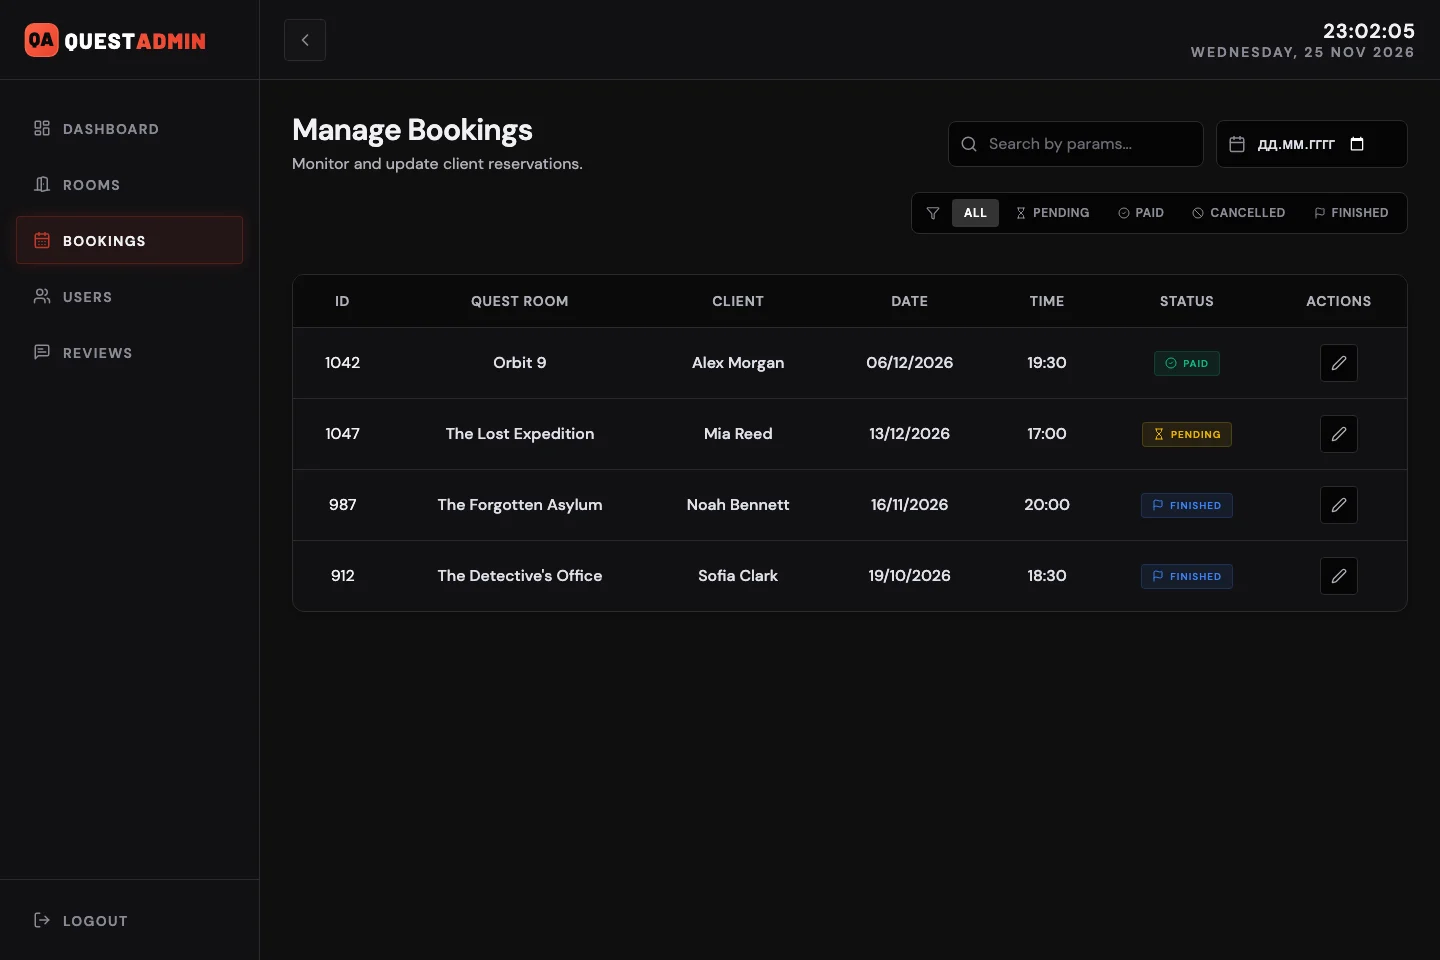 QA QUESTADMIN
23:02:05
WEDNESDAY, 25 NOV 2026
DASHBOARD
ROOMS
BOOKINGS
USERS
REVIEWS
LOGOUT
Manage Bookings
Monitor and update client reservations.
Search by params...
ДД.ММ.ГГГГ
ALL PENDING PAID CANCELLED FINISHED
ID QUEST ROOM CLIENT DATE TIME STATUS ACTIONS
1042 Orbit 9 Alex Morgan 06/12/2026 19:30 PAID
1047 The Lost Expedition Mia Reed 13/12/2026 17:00 PENDING
987 The Forgotten Asylum Noah Bennett 16/11/2026 20:00 FINISHED
912 The Detective's Office Sofia Clark 19/10/2026 18:30 FINISHED